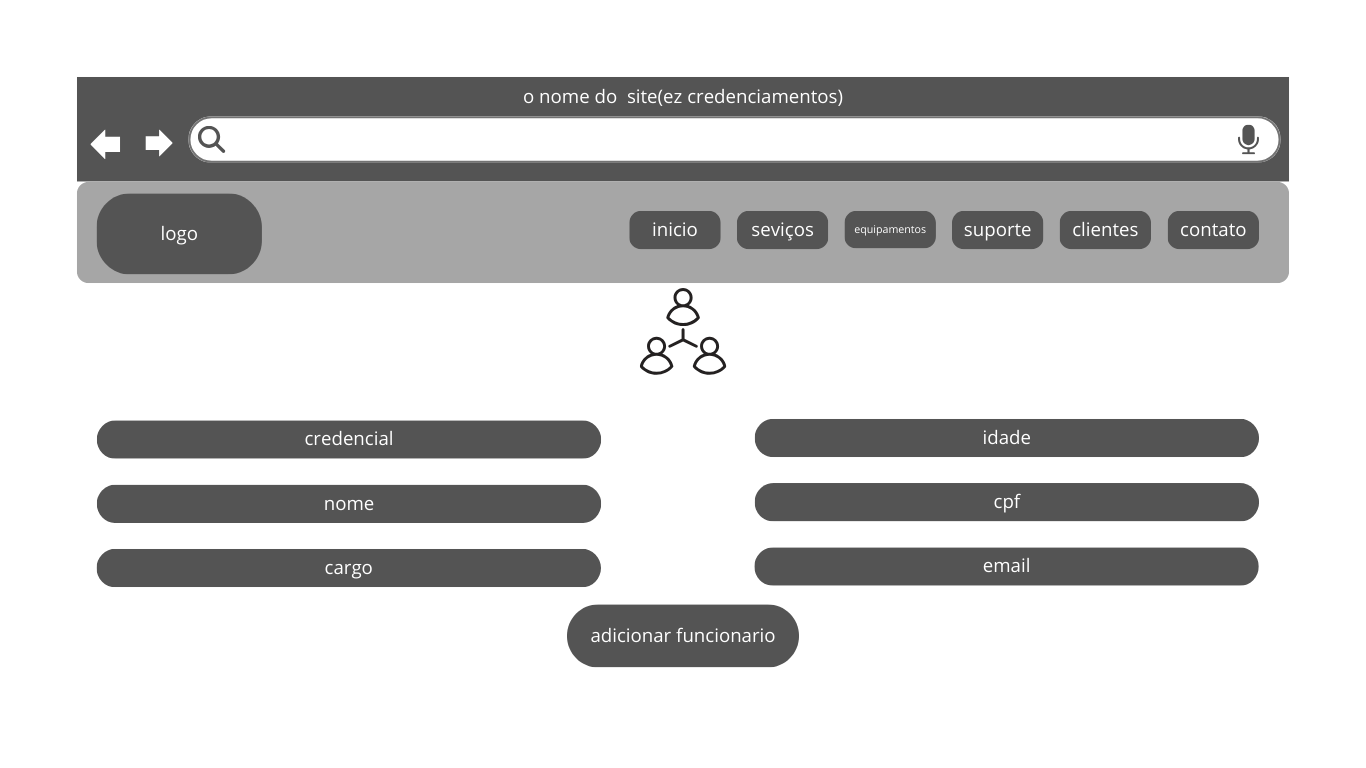 o nome do  site(ez credenciamentos)
logo
inicio
seviços
equipamentos
suporte
clientes
contato
credencial
idade
nome
cpf
cargo
email
adicionar funcionario